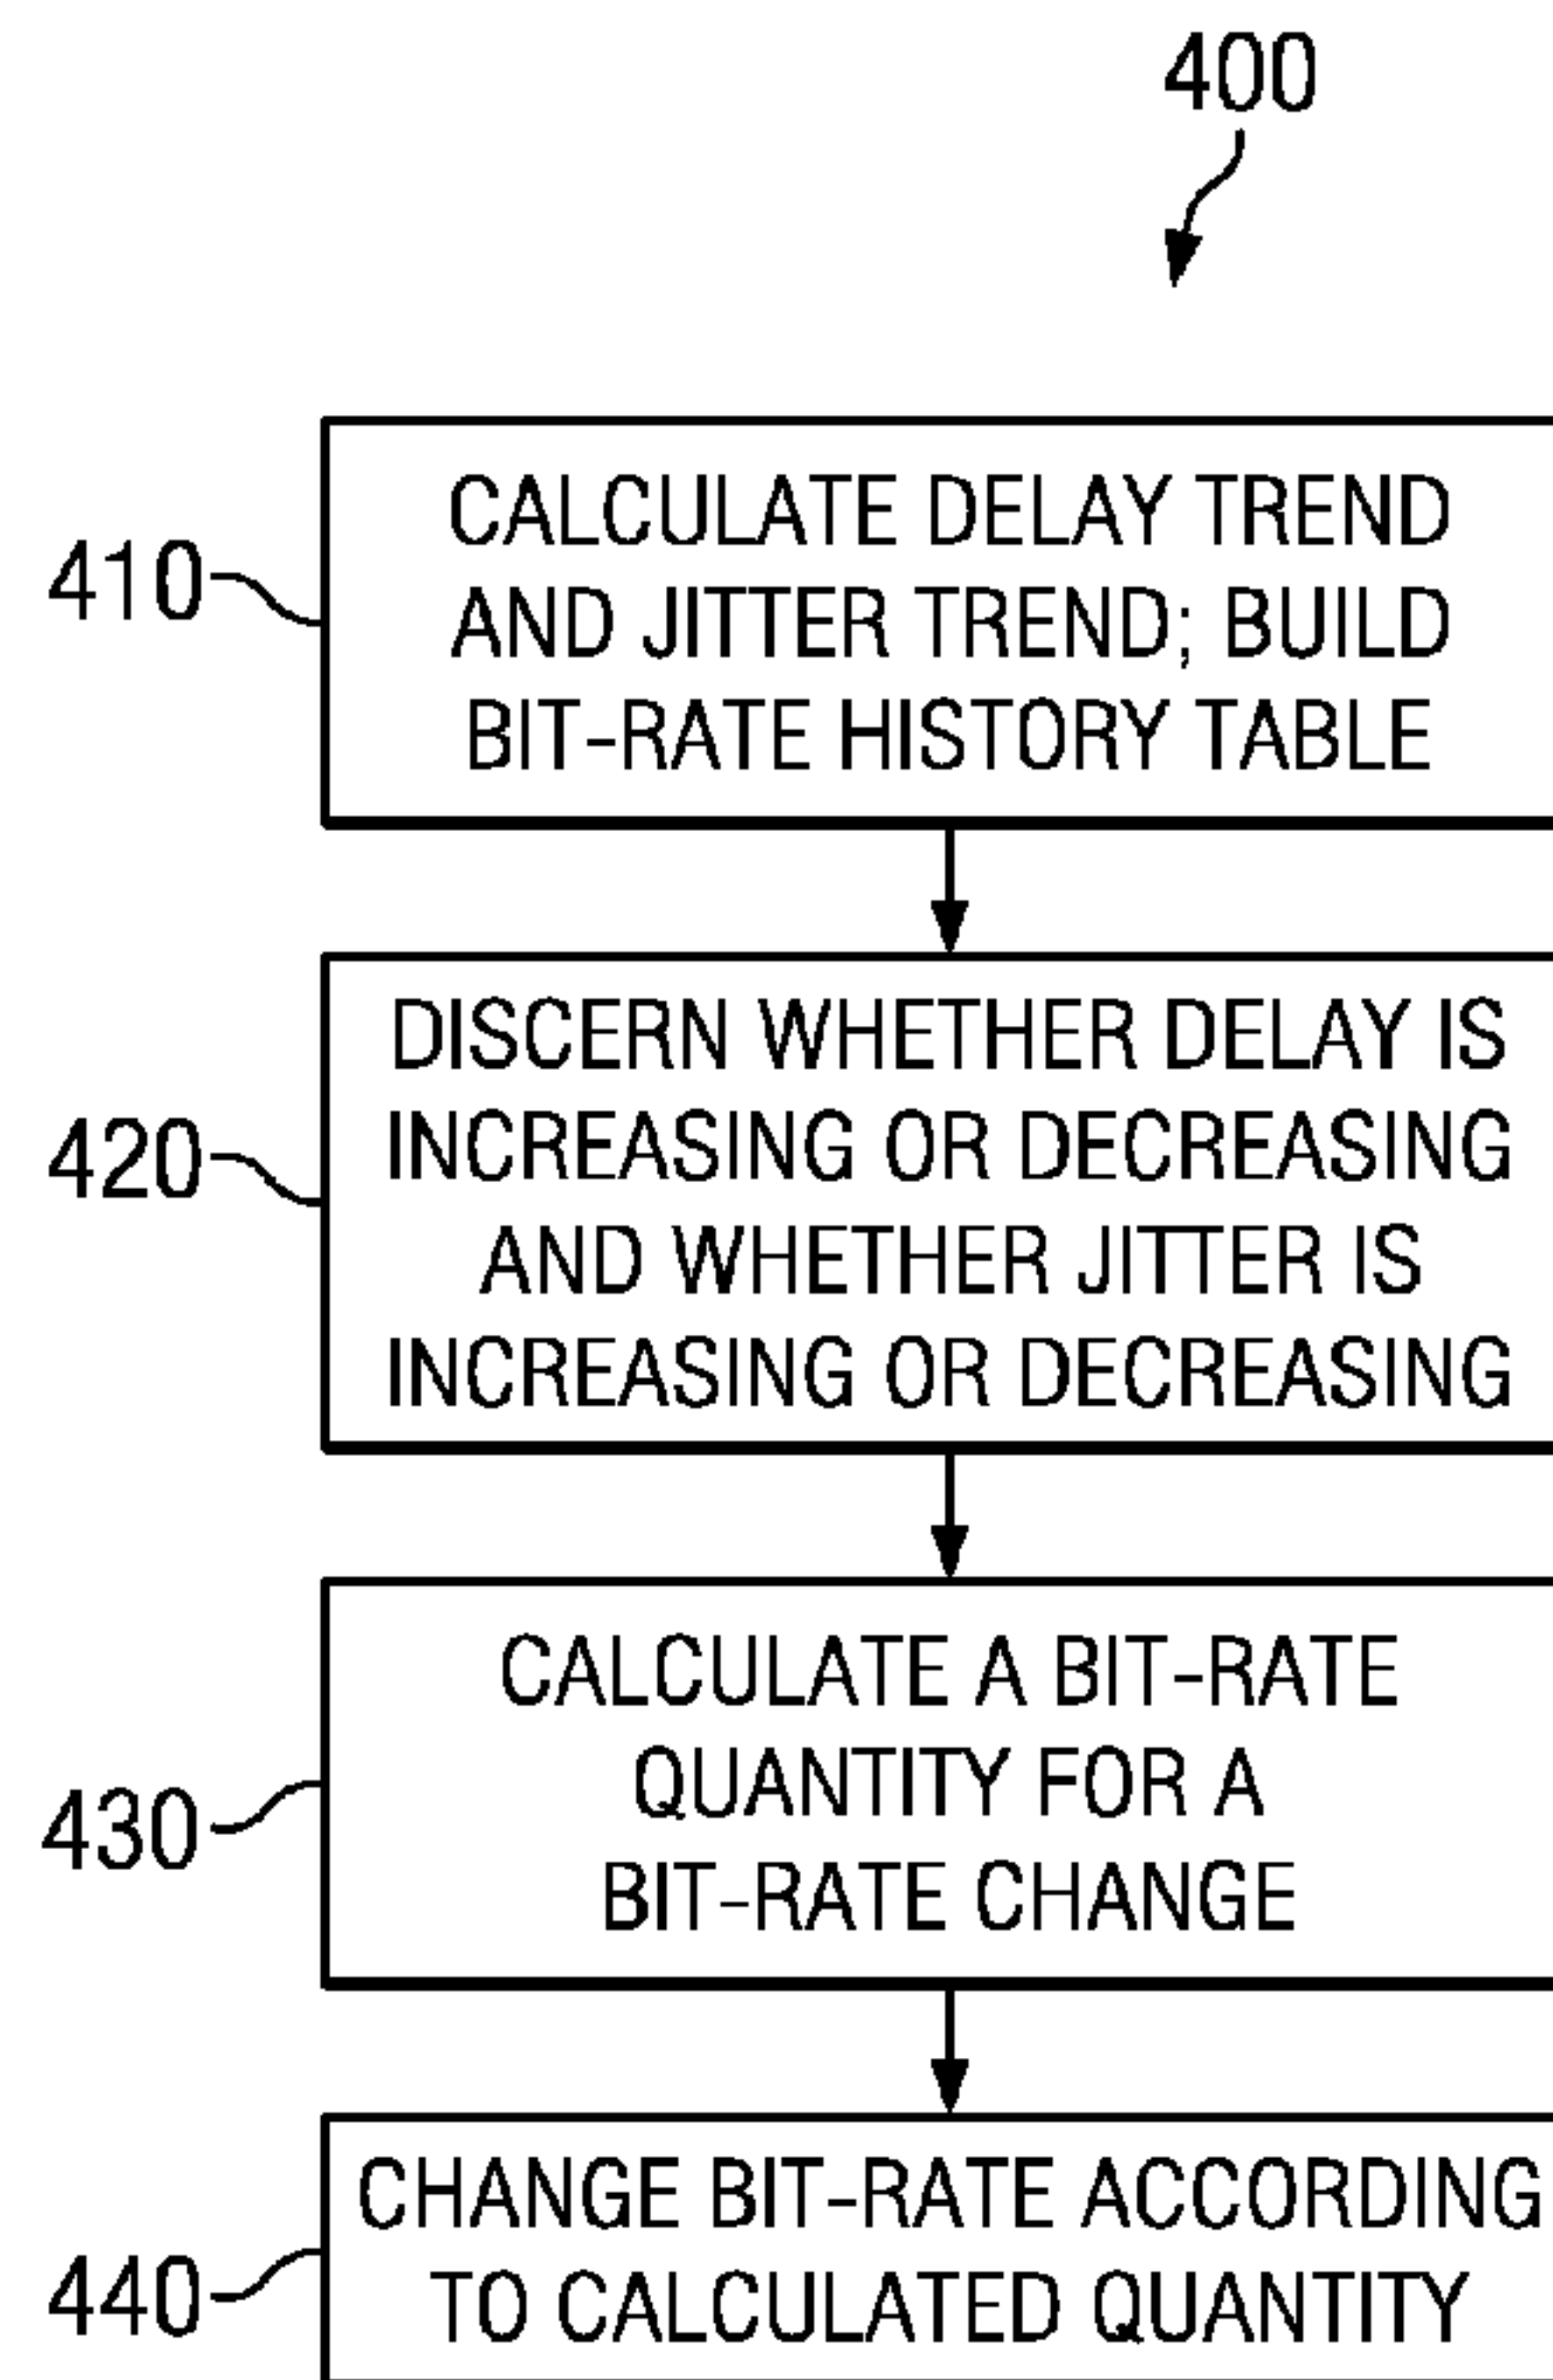 400
410
CALCULATE DELAY TREND
AND JITTER TREND; BUILD
BIT-RATE HISTORY TABLE
420
DISCERN WHETHER DELAY IS
INCREASING OR DECREASING
AND WHETHER JITTER IS
INCREASING OR DECREASING
430
CALCULATE A BIT-RATE
QUANTITY FOR A
BIT-RATE CHANGE
440
CHANGE BIT-RATE ACCORDING
TO CALCULATED QUANTITY